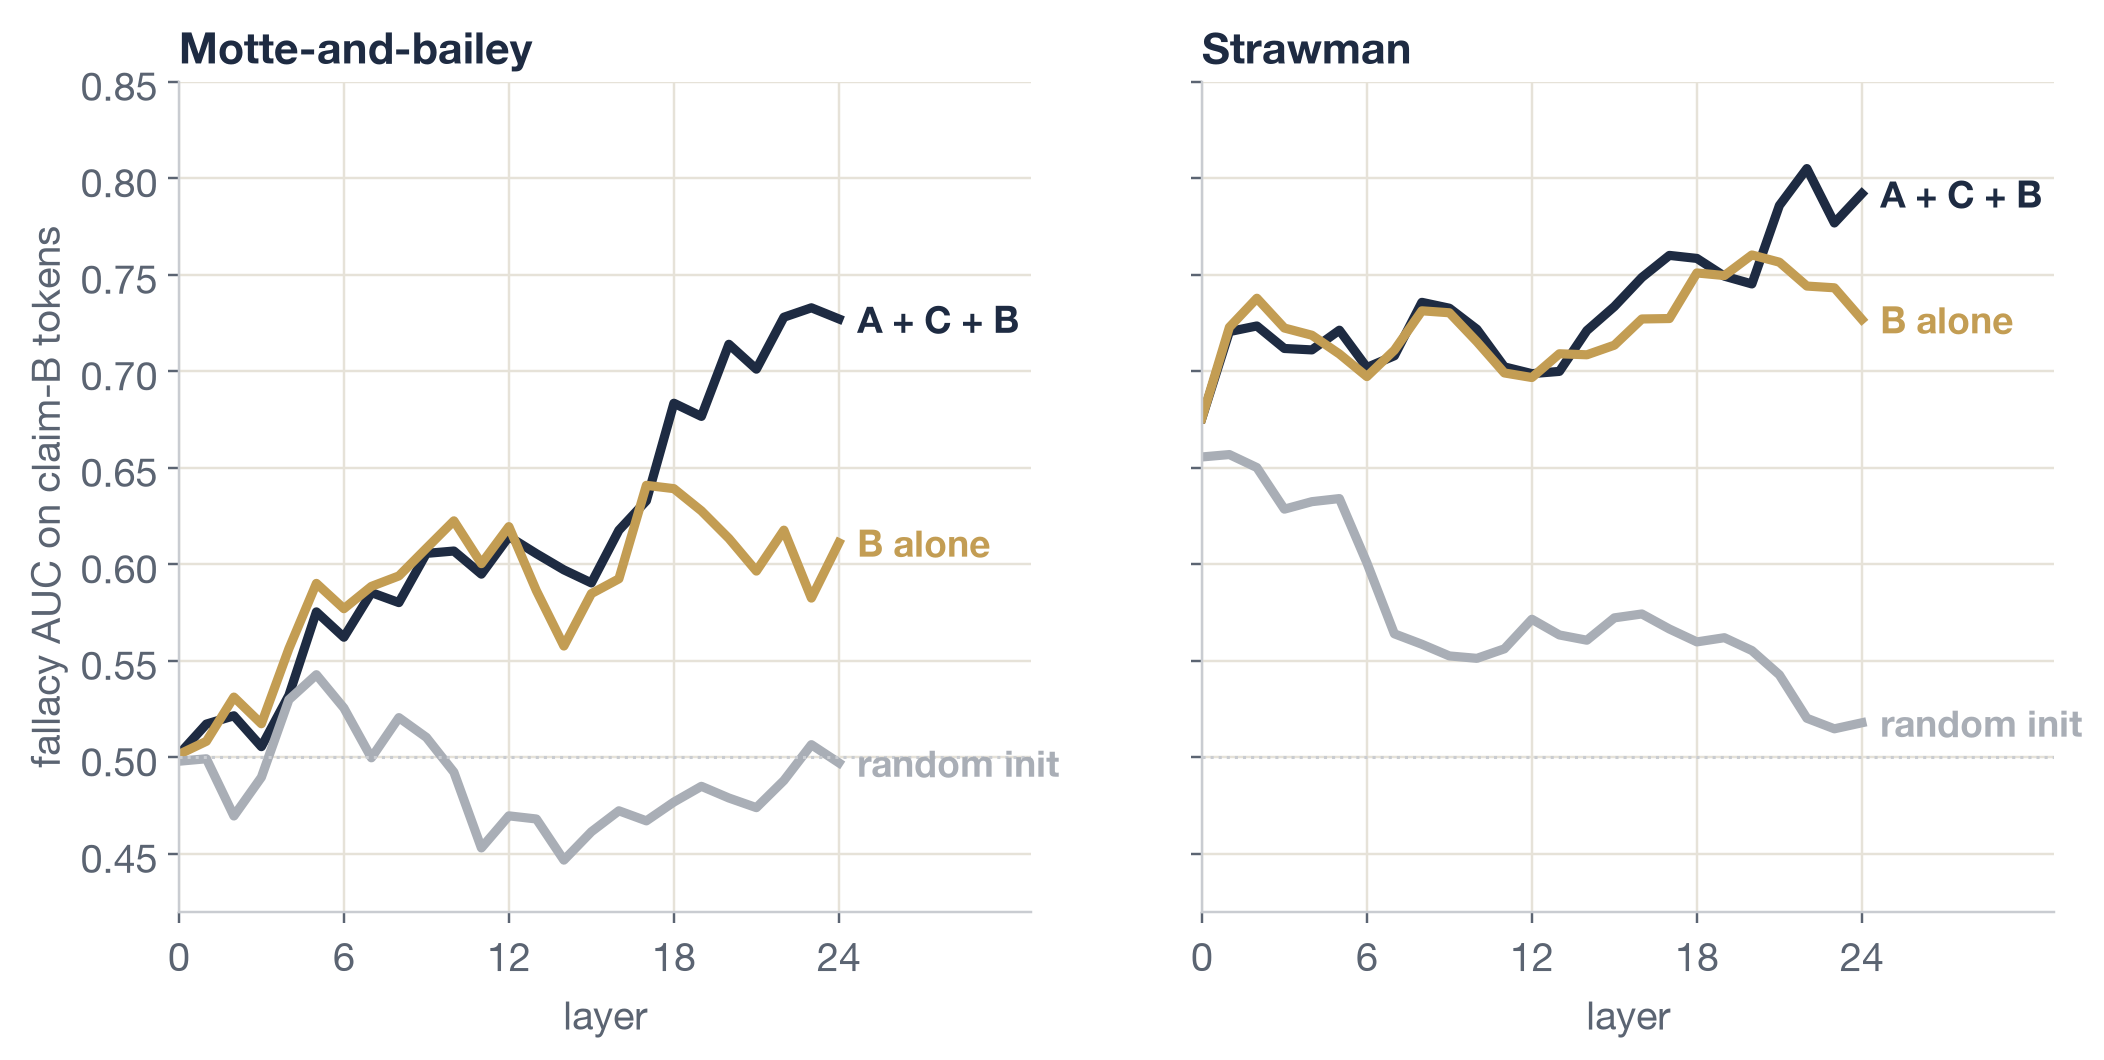 Motte-and-bailey
Strawman
fallacy AUC on claim-B tokens
0.85
0.80
0.75
0.70
0.65
0.60
0.55
0.50
0.45
A + C + B
B alone
random init
0 6 12 18 24
layer
A + C + B
B alone
random init
0 6 12 18 24
layer